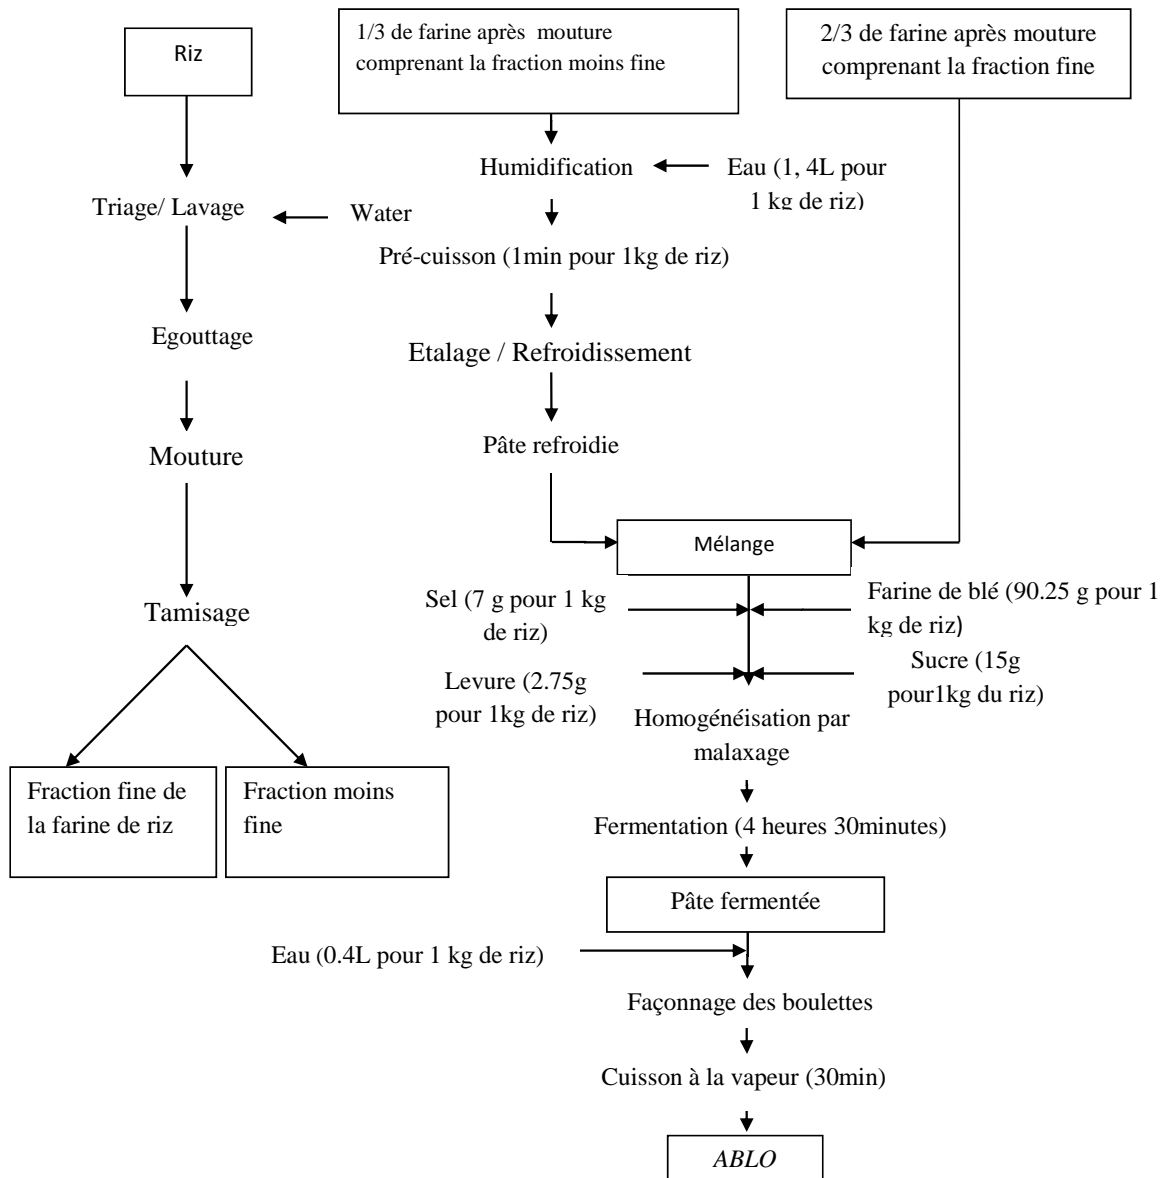 Riz
Triage/ Lavage
Water
Egouttage
Mouture
Tamisage
Fraction fine de
la farine de riz
Fraction moins
fine
1/3 de farine après mouture
comprenant la fraction moins fine
2/3 de farine après mouture
comprenant la fraction fine
Humidification
Eau (1, 4L pour
1 kg de riz)
Pré-cuisson (1min pour 1kg de riz)
Etalage / Refroidissement
Pâte refroidie
Mélange
Sel (7 g pour 1 kg
de riz)
Farine de blé (90.25 g pour 1
kg de riz)
Levure (2.75g
pour 1kg de riz)
Sucre (15g
pour1kg du riz)
Homogénéisation par
malaxage
Fermentation (4 heures 30minutes)
Pâte fermentée
Eau (0.4L pour 1 kg de riz)
Façonnage des boulettes
Cuisson à la vapeur (30min)
ABLO